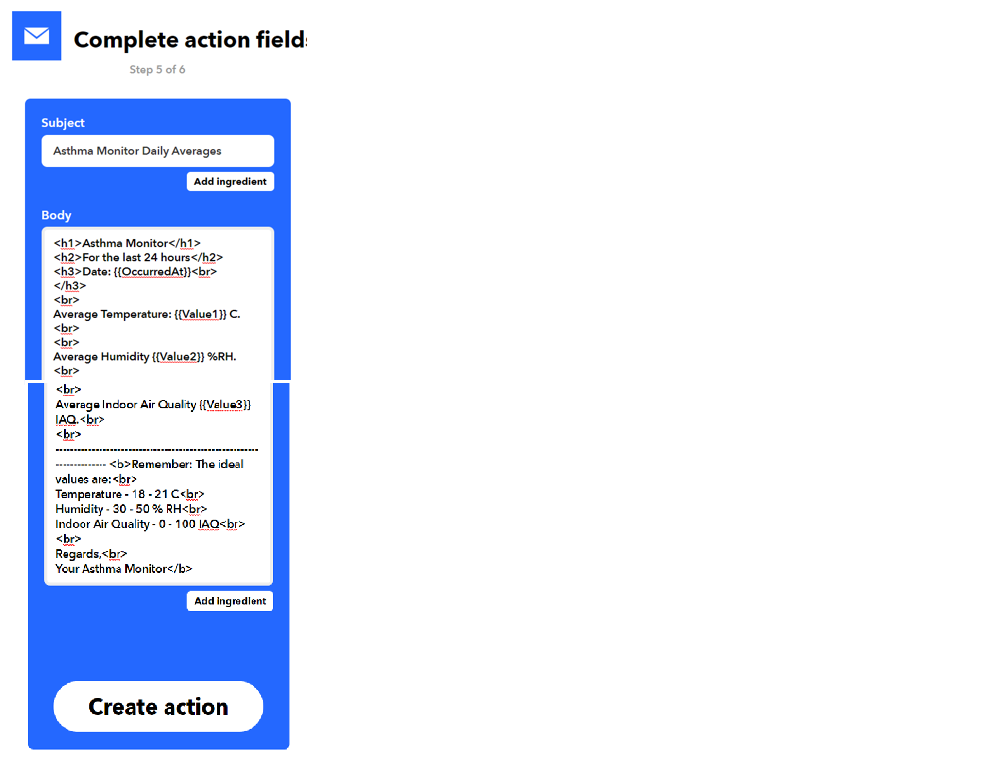 Complete action fields
Step 5 of 6
Subject
Asthma Monitor Daily Averages
Add ingredient
Body
<h1>Asthma Monitor</h1>
<h2>For the last 24 hours</h2>
<h3>Date: {{OccurredAt}}<br>
</h3>
<br>
Average Temperature: {{Value1}} C.
<br>
<br>
Average Humidity {{Value2}} %RH.
<br>
<br>
Average Indoor Air Quality {{Value3}}
IAQ.<br>
<br>
--------------------------------------------------------
-------------- <b>Remember: The ideal
values are:<br>
Temperature - 18 - 21 C<br>
Humidity - 30 - 50 % RH<br>
Indoor Air Quality - 0 - 100 IAQ<br>
<br>
Regards,<br>
Your Asthma Monitor</b>
Add ingredient
Create action